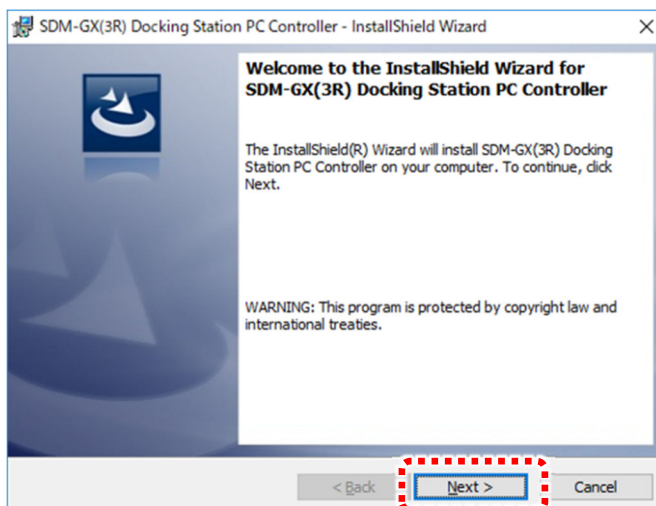 SDM-GX(3R) Docking Station PC Controller - InstallShield Wizard
Welcome to the InstallShield Wizard for
SDM-GX(3R) Docking Station PC Controller
The InstallShield(R) Wizard will install SDM-GX(3R) Docking
Station PC Controller on your computer. To continue, click
Next.
WARNING: This program is protected by copyright law and
international treaties.
< Back
Next >
Cancel